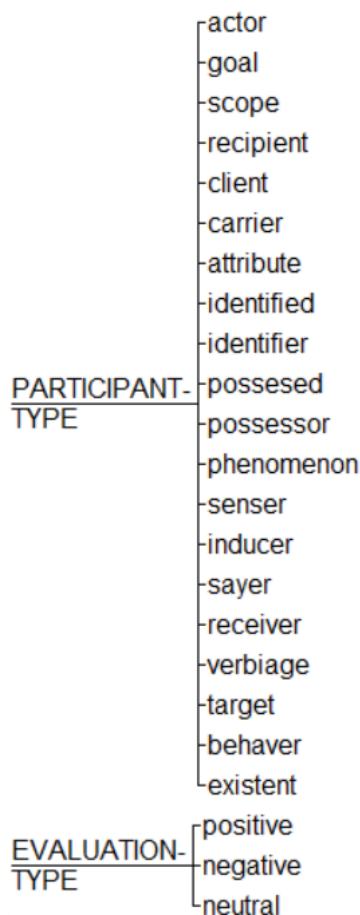 actor
goal
scope
recipient
client
carrier
attribute
identified
identifier
PARTICIPANT-
TYPE
possesed
possessor
phenomenon
senser
inducer
sayer
receiver
verbiage
target
behaver
existent
EVALUATION-
TYPE
positive
negative
neutral